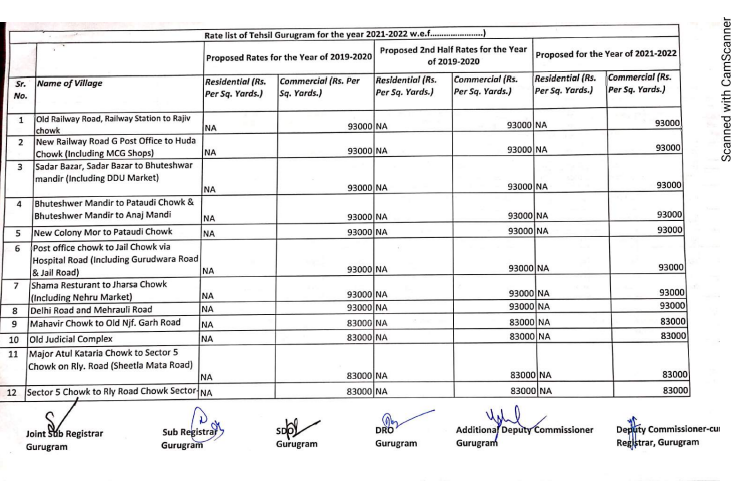 Rate list of Tehsil Gurugram for the year 2021-2022 w.e.f......................)
Proposed Rates for the Year of 2019-2020 Proposed 2nd Half Rates for the Year of 2019-2020 Proposed for the Year of 2021-2022
Sr. No. Name of Village Residential (Rs. Per Sq. Yards.) Commercial (Rs. Per Sq. Yards.) Residential (Rs. Per Sq. Yards.) Commercial (Rs. Per Sq. Yards.) Residential (Rs. Per Sq. Yards.) Commercial (Rs. Per Sq. Yards.)
1 Old Railway Road, Railway Station to Rajiv
chowk NA 93000 NA 93000 NA 93000
2 New Railway Road G Post Office to Huda
Chowk (Including MCG Shops) NA 93000 NA 93000 NA 93000
3 Sadar Bazar, Sadar Bazar to Bhuteshwar
mandir (Including DDU Market)
NA 93000 NA 93000 NA 93000
4 Bhuteshwer Mandir to Pataudi Chowk &
Bhuteshwer Mandir to Anaj Mandi NA 93000 NA 93000 NA 93000
5 New Colony Mor to Pataudi Chowk NA 93000 NA 93000 NA 93000
6 Post office chowk to Jail Chowk via
Hospital Road (Including Gurudwara Road
& Jail Road) NA 93000 NA 93000 NA 93000
7 Shama Resturant to Jharsa Chowk
(Including Nehru Market) NA 93000 NA 93000 NA 93000
8 Delhi Road and Mehrauli Road NA 93000 NA 93000 NA 93000
9 Mahavir Chowk to Old Njf. Garh Road NA 83000 NA 83000 NA 83000
10 Old Judicial Complex NA 83000 NA 83000 NA 83000
11 Major Atul Kataria Chowk to Sector 5
Chowk on Rly. Road (Sheetla Mata Road)
NA 83000 NA 83000 NA 83000
12 Sector 5 Chowk to Rly Road Chowk Sector- NA 83000 NA 83000 NA 83000
Joint Sub Registrar Sub Registrar SDO DRO Additional Deputy Commissioner Deputy Commissioner-cum
Gurugram Gurugram Gurugram Gurugram Gurugram Registrar, Gurugram
Scanned with CamScanner